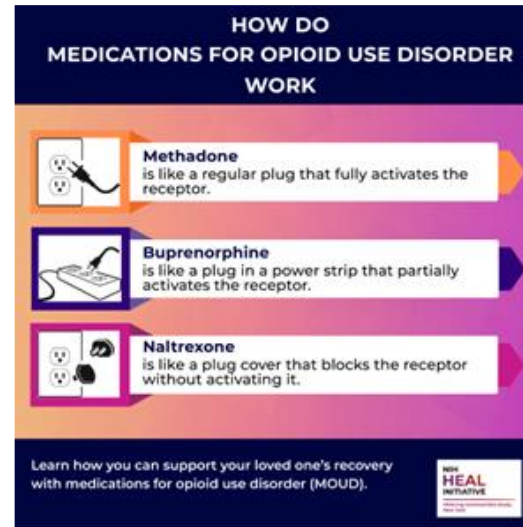 HOW DO
MEDICATIONS FOR OPIOID USE DISORDER
WORK
Methadone
is like a regular plug that fully activates the
receptor.
Buprenorphine
is like a plug in a power strip that partially
activates the receptor.
Naltrexone
is like a plug cover that blocks the receptor
without activating it.
Learn how you can support your loved one's recovery
with medications for opioid use disorder (MOUD).
NIH
HEAL
INITIATIVE